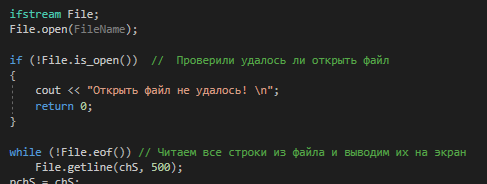 ifstream File;
File.open(FileName);
if (!File.is_open())  //  Проверили удалось ли открыть файл
{
cout << "Открыть файл не удалось! \n";
return 0;
}
while (!File.eof()) // Читаем все строки из файла и выводим их на экран
File.getline(chS, 500);
pchS = chS;